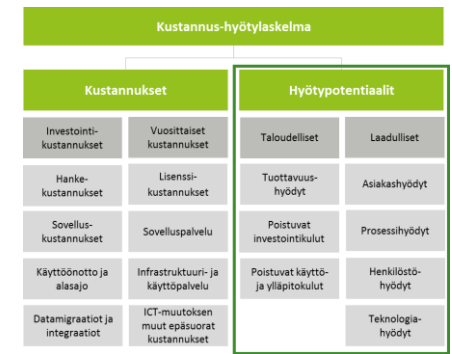 Kustannus-hyötylaskelma
Kustannukset
Hyötypotentiaalit
Investointi-
kustannukset
Vuosittaiset
kustannukset
Taloudelliset
Laadulliset
Hanke-
kustannukset
Lisenssi-
kustannukset
Tuottavuus-
hyödyt
Asiakashyödyt
Sovellus-
kustannukset
Sovelluspalvelu
Poistuvat
investointikulut
Prosessihyödyt
Käyttöönotto ja
alasajo
Infrastruktuuri- ja
käyttöpalvelu
Poistuvat käyttö-
ja ylläpitokulut
Henkilöstö-
hyödyt
Datamigraatiot ja
integraatiot
ICT-muutoksen
muut epäsuorat
kustannukset
Teknologia-
hyödyt